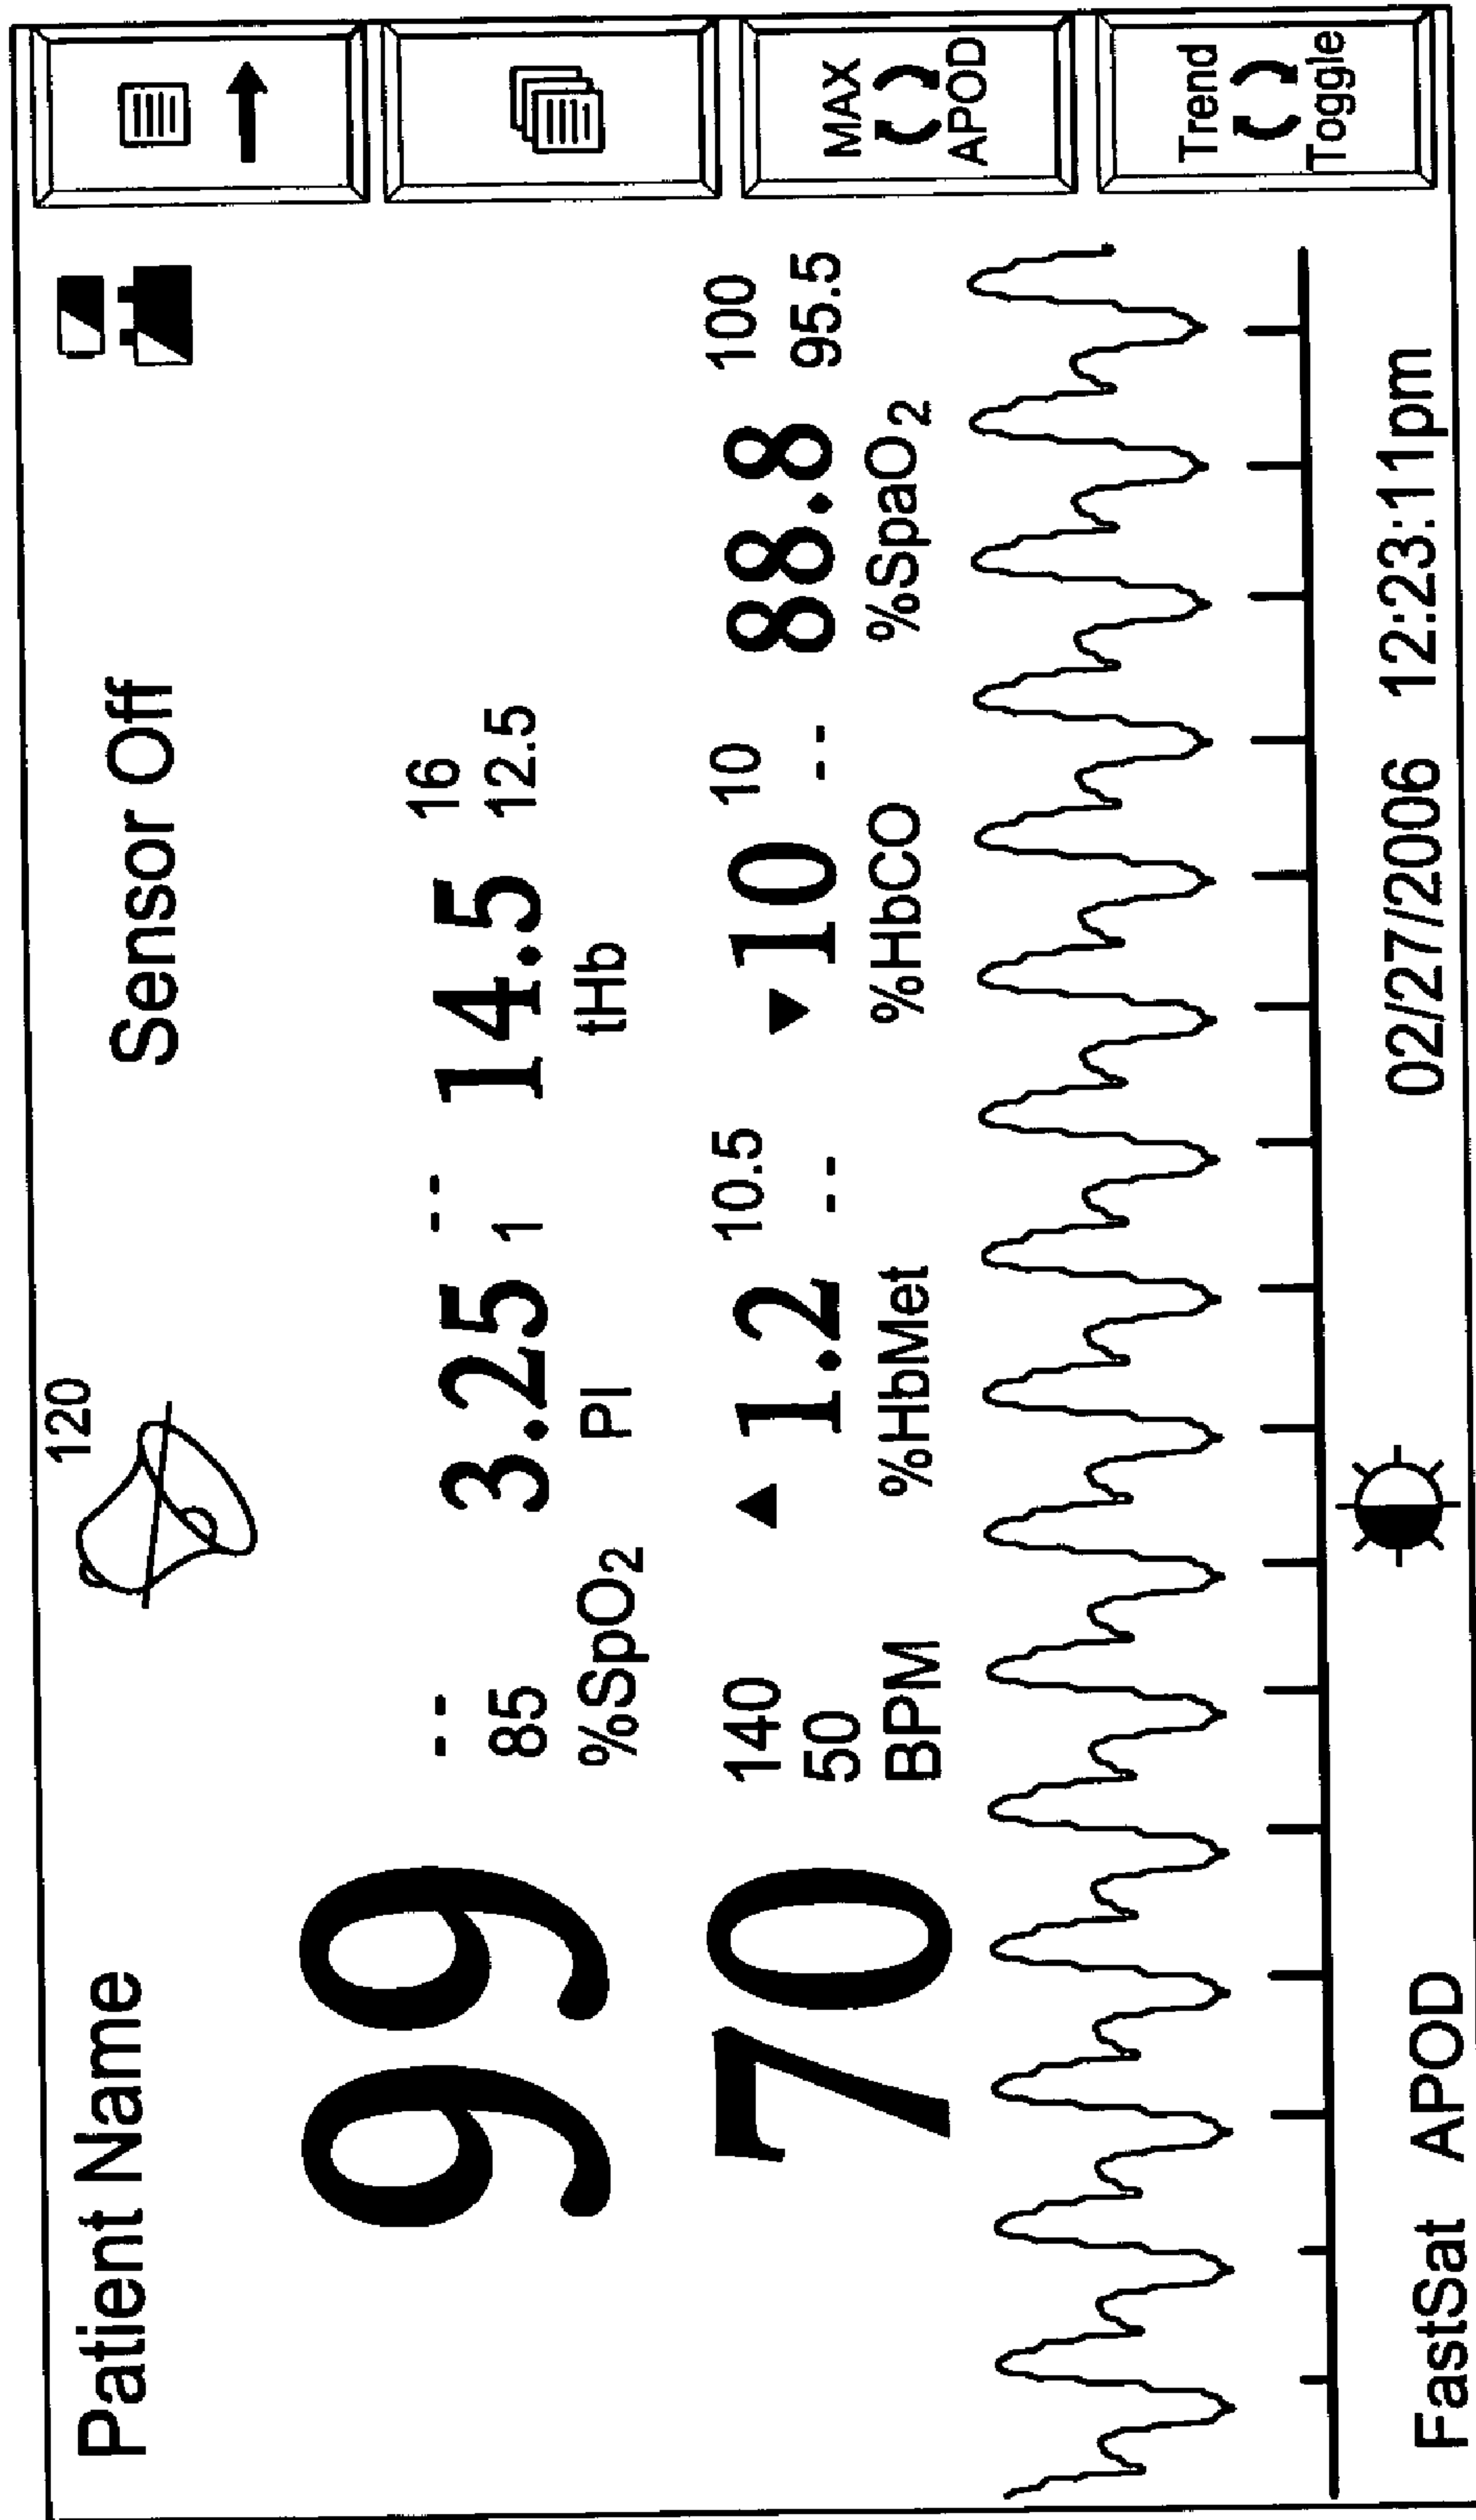 Patient Name
120
Sensor Off
99
--
85
%SpO2
3.25
--
1
PI
14.5
16
12.5
tHb
70
140
50
BPM
1.2
10.5
--
%HbMet
10
10
--
%HbCO
88.8
100
95.5
%SpaO2
MAX
APOD
Trend
Toggle
FastSat APOD
02/27/2006 12:23:11pm